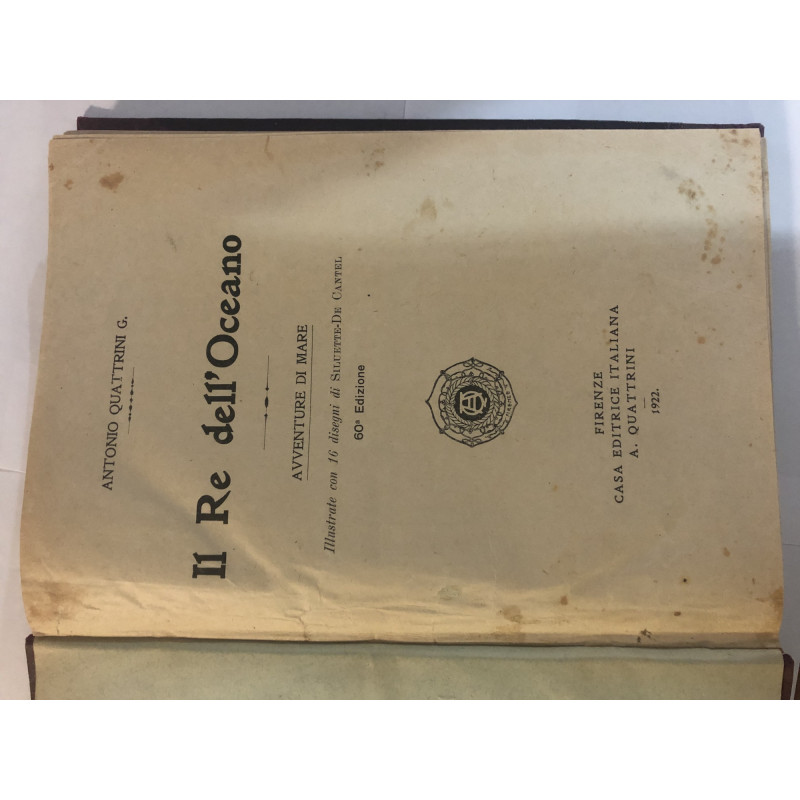 ANTONIO QUATTRINI G.
Il Re dell'Oceano
AVVENTURE DI MARE
Illustrate con 16 disegni di SILUETTE-DE CANTEL
60ª Edizione
FIRENZE
CASA EDITRICE ITALIANA
A. QUATTRINI
1922.